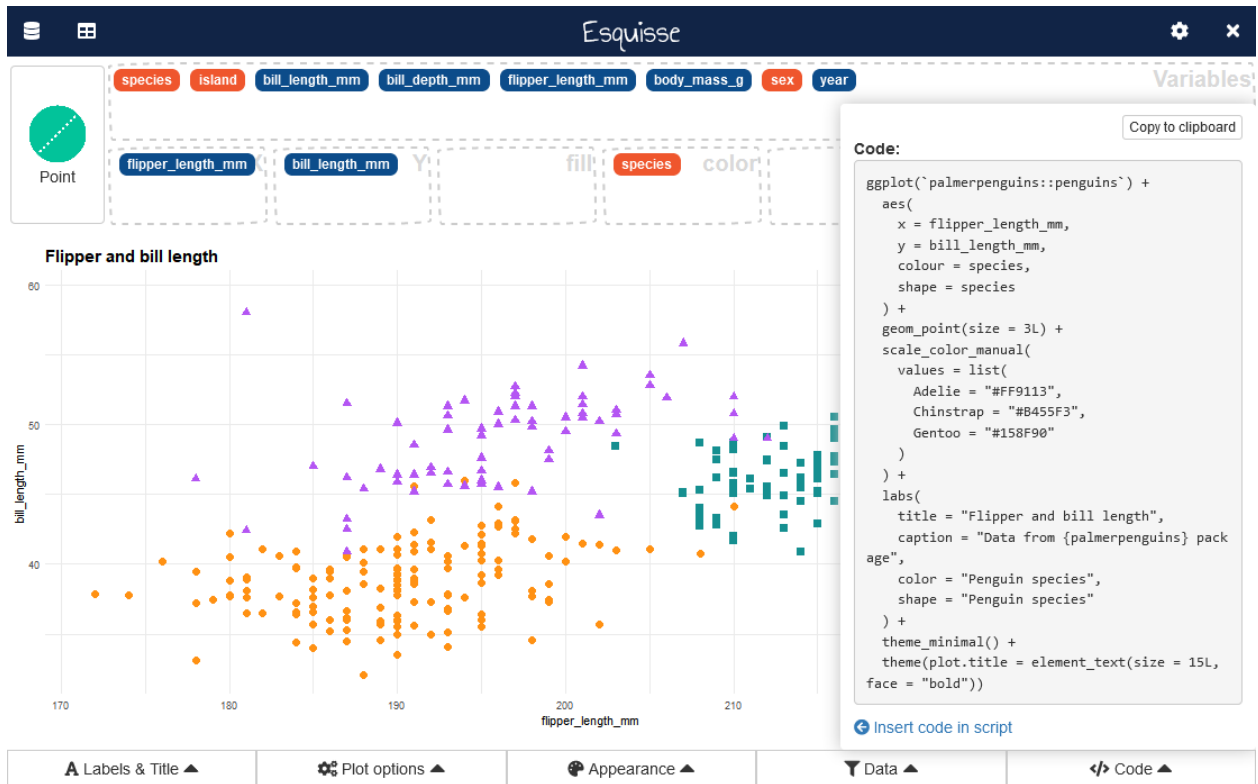 Esquisse
species island bill_length_mm bill_depth_mm flipper_length_mm body_mass_g sex year Variables
Point
flipper_length_mm X bill_length_mm Y fill species color
Copy to clipboard
Code:
ggplot(`palmerpenguins::penguins`) +
  aes(
    x = flipper_length_mm,
    y = bill_length_mm,
    colour = species,
    shape = species
  ) +
  geom_point(size = 3L) +
  scale_color_manual(
    values = list(
      Adelie = "#FF9113",
      Chinstrap = "#B455F3",
      Gentoo = "#158F90"
    )
  ) +
  labs(
    title = "Flipper and bill length",
    caption = "Data from {palmerpenguins} pack
age",
    color = "Penguin species",
    shape = "Penguin species"
  ) +
  theme_minimal() +
  theme(plot.title = element_text(size = 15L,
face = "bold"))
Insert code in script
Flipper and bill length
60
50
40
bill_length_mm
170 180 190 200 210
flipper_length_mm
Labels & Title Plot options Appearance Data </> Code